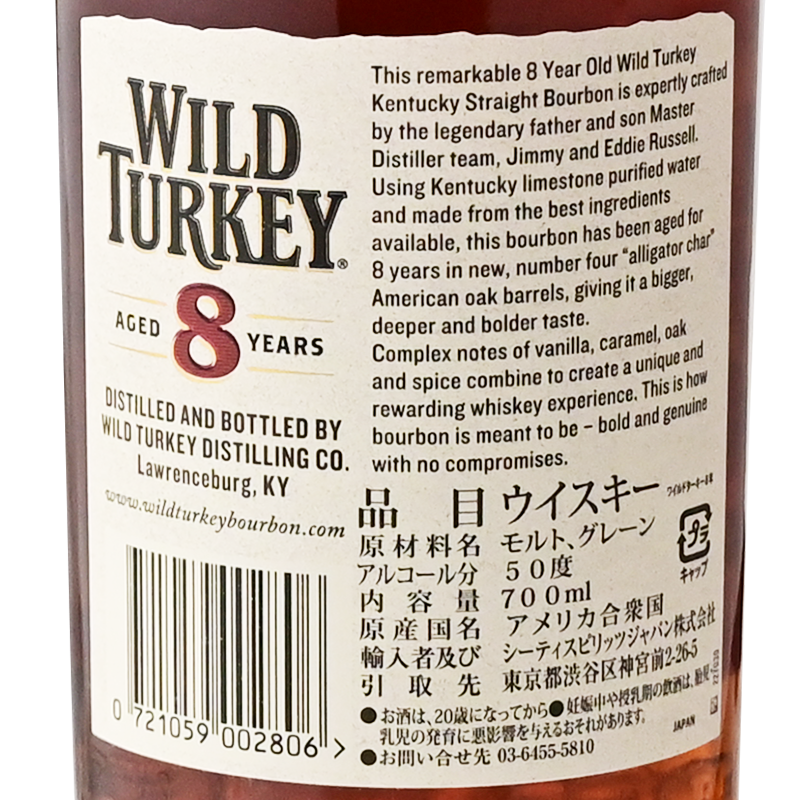 WILD
TURKEY®
AGED 8 YEARS
DISTILLED AND BOTTLED BY
WILD TURKEY DISTILLING CO.
Lawrenceburg, KY
www.wildturkeybourbon.com
0 721059 002806 >
This remarkable 8 Year Old Wild Turkey
Kentucky Straight Bourbon is expertly crafted
by the legendary father and son Master
Distiller team, Jimmy and Eddie Russell.
Using Kentucky limestone purified water
and made from the best ingredients
available, this bourbon has been aged for
8 years in new, number four “alligator char”
American oak barrels, giving it a bigger,
deeper and bolder taste.
Complex notes of vanilla, caramel, oak
and spice combine to create a unique and
rewarding whiskey experience. This is how
bourbon is meant to be – bold and genuine
with no compromises.
品目 ウイスキー
原材料名 モルト、グレーン
アルコール分 50度
内容量 700ml
原産国名 アメリカ合衆国
輸入者及び シーティスピリッツジャパン株式会社
引取先 東京都渋谷区神宮前2-26-5
●お酒は、20歳になってから●妊娠中や授乳期の飲酒は、胎児・
乳児の発育に悪影響を与えるおそれがあります。
●お問い合せ先 03-6455-5810
プラ
キャップ
JAPAN